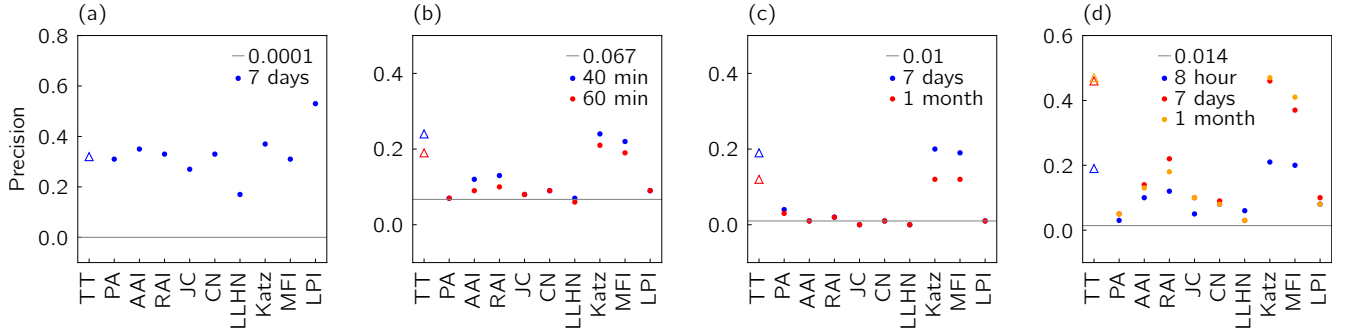 (a)
Precision
0.8
0.6
0.4
0.2
0.0
0.0001
7 days
TT PA AAI RAI JC CN LLHN Katz MFI LPI
(b)
0.4
0.2
0.0
0.067
40 min
60 min
TT PA AAI RAI JC CN LLHN Katz MFI LPI
(c)
0.4
0.2
0.0
0.01
7 days
1 month
TT PA AAI RAI JC CN LLHN Katz MFI LPI
(d)
0.6
0.4
0.2
0.0
0.014
8 hour
7 days
1 month
TT PA AAI RAI JC CN LLHN Katz MFI LPI